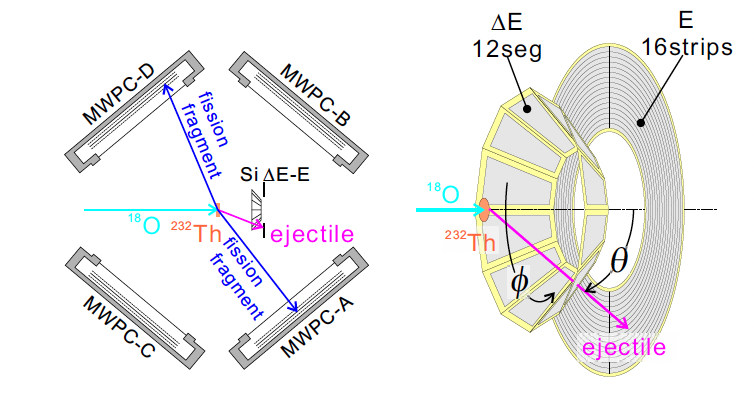 MWPC-D
MWPC-B
fission
fragment
Si ΔE-E
18O
232Th
ejectile
fission
fragment
MWPC-C
MWPC-A
ΔE
12seg
E
16strips
18O
232Th
ϕ
θ
ejectile